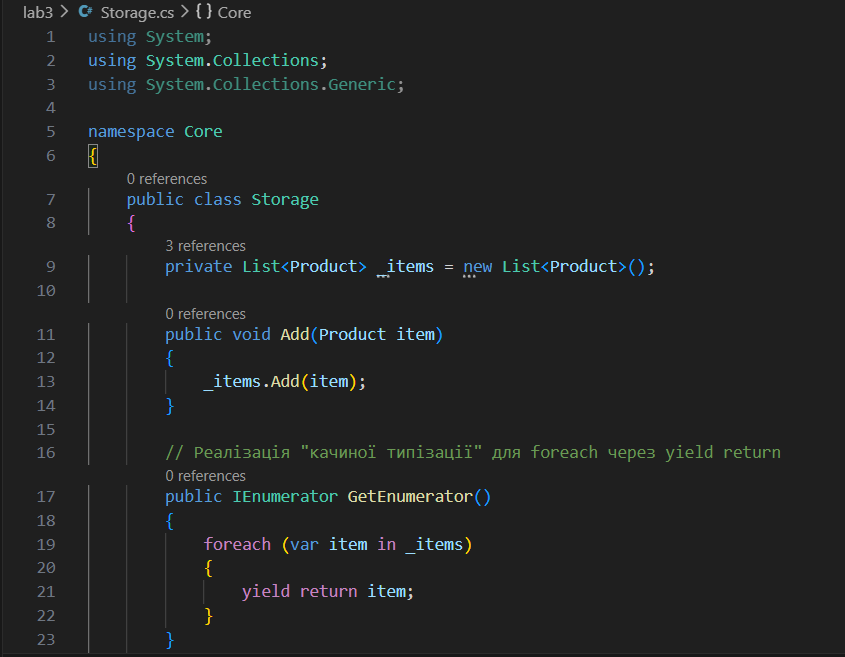 lab3 > Storage.cs > {} Core
1 using System;
2 using System.Collections;
3 using System.Collections.Generic;
4
5 namespace Core
6 {
0 references
7 public class Storage
8 {
3 references
9 private List<Product> _items = new List<Product>();
10
0 references
11 public void Add(Product item)
12 {
13 _items.Add(item);
14 }
15
16 // Реалізація "качиної типізації" для foreach через yield return
0 references
17 public IEnumerator GetEnumerator()
18 {
19 foreach (var item in _items)
20 {
21 yield return item;
22 }
23 }